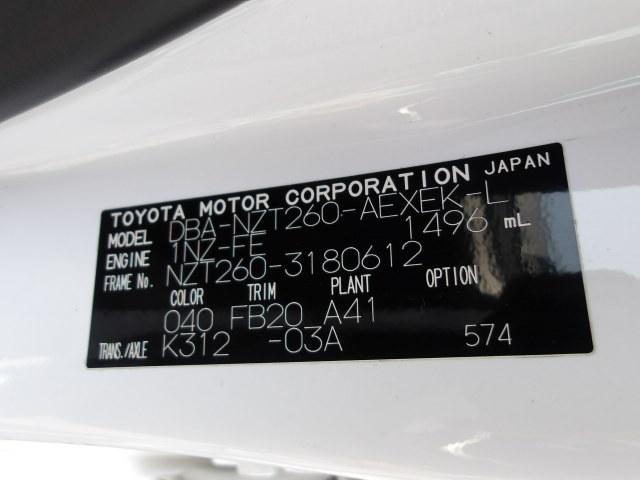 TOYOTA MOTOR CORPORATION JAPAN
MODEL DBA-NZT260-AEXEK-L
ENGINE 1NZ-FE 1496 mL
FRAME No. NZT260-3180612
COLOR TRIM PLANT OPTION
040 FB20 A41
TRANS./AXLE K312 -03A 574